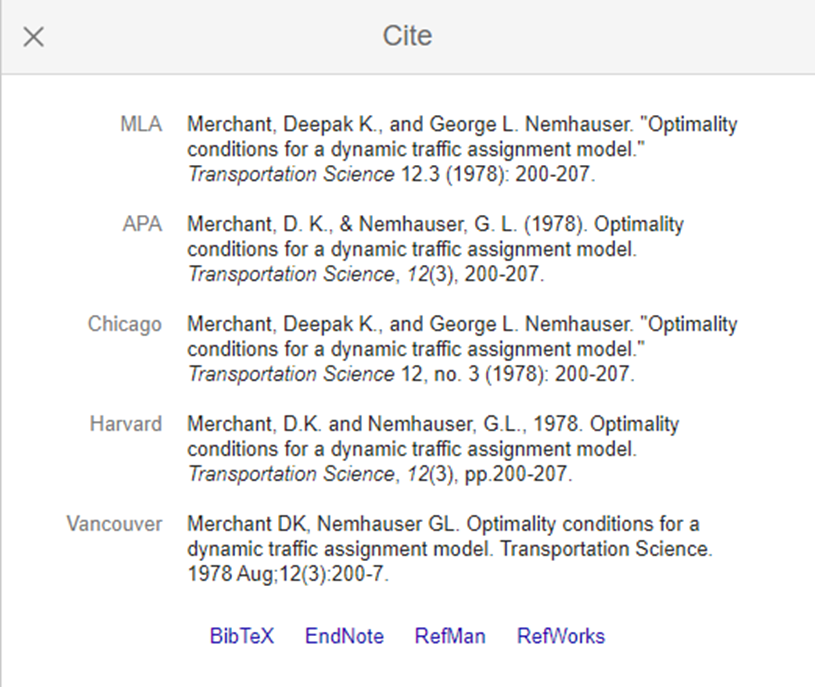 Cite
MLA Merchant, Deepak K., and George L. Nemhauser. "Optimality
conditions for a dynamic traffic assignment model."
Transportation Science 12.3 (1978): 200-207.
APA Merchant, D. K., & Nemhauser, G. L. (1978). Optimality
conditions for a dynamic traffic assignment model.
Transportation Science, 12(3), 200-207.
Chicago Merchant, Deepak K., and George L. Nemhauser. "Optimality
conditions for a dynamic traffic assignment model."
Transportation Science 12, no. 3 (1978): 200-207.
Harvard Merchant, D.K. and Nemhauser, G.L., 1978. Optimality
conditions for a dynamic traffic assignment model.
Transportation Science, 12(3), pp.200-207.
Vancouver Merchant DK, Nemhauser GL. Optimality conditions for a
dynamic traffic assignment model. Transportation Science.
1978 Aug;12(3):200-7.
BibTeX EndNote RefMan RefWorks